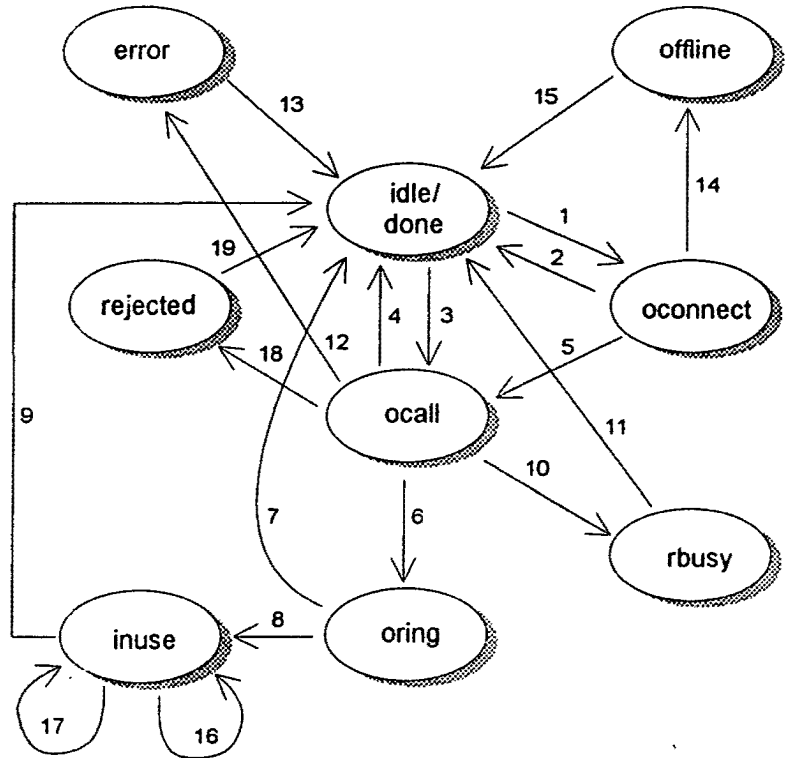 error
offline
13
15
idle/
done
14
1
2
19
rejected
oconnect
4
3
12
5
18
9
ocall
11
10
7
6
rbusy
8
inuse
oring
17
16